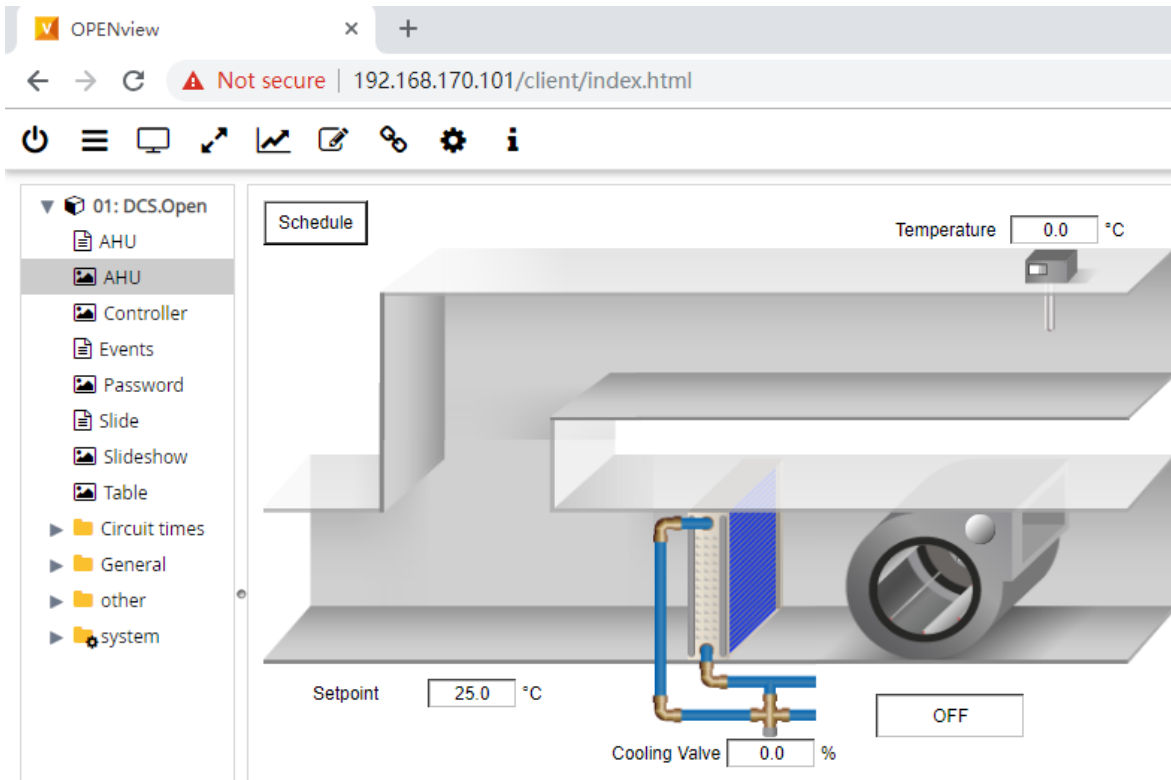 OPENview
Not secure | 192.168.170.101/client/index.html
01: DCS.Open
AHU
AHU
Controller
Events
Password
Slide
Slideshow
Table
Circuit times
General
other
system
Schedule
Temperature 0.0 °C
Setpoint 25.0 °C
OFF
Cooling Valve 0.0 %